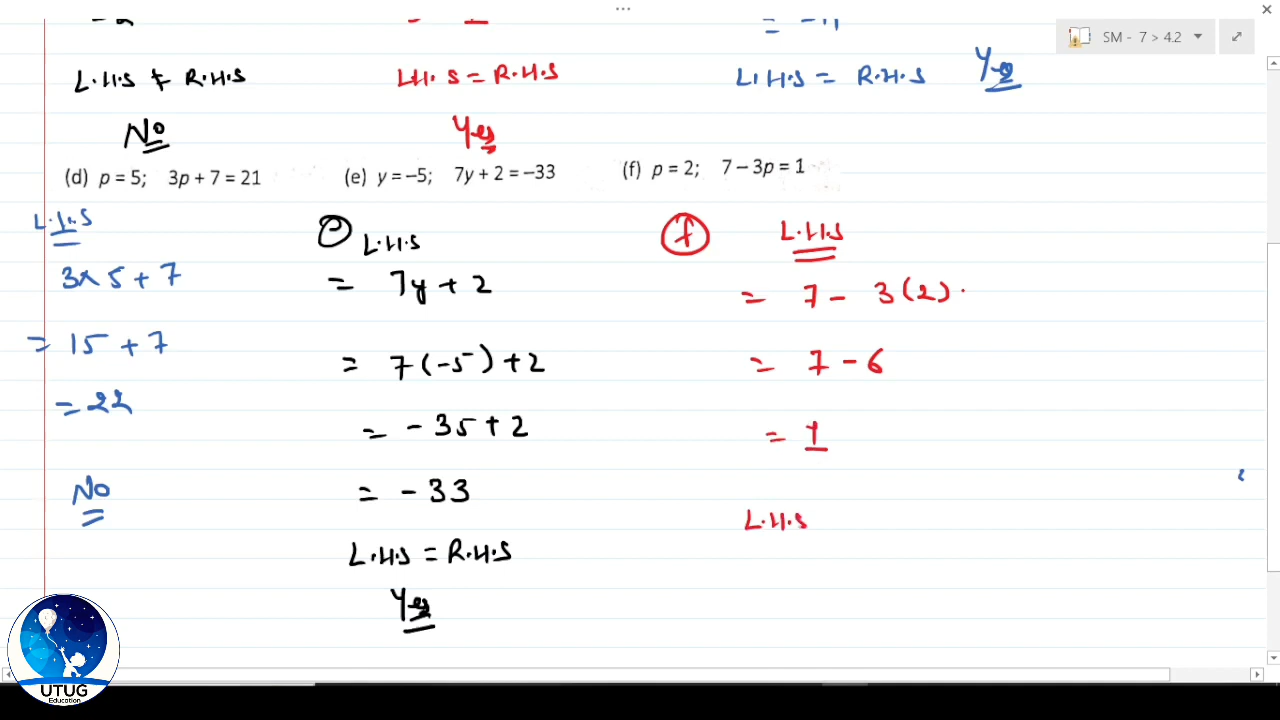 SM - 7 > 4.2
L.H.S ≠ R.H.S
No
L.H.S = R.H.S
Yes
L.H.S = R.H.S Yes
(d) p = 5; 3p + 7 = 21
(e) y = –5; 7y + 2 = –33
(f) p = 2; 7 – 3p = 1
L.H.S
3 x 5 + 7
= 15 + 7
= 22
No
e L.H.S
= 7y + 2
= 7(-5) + 2
= - 35 + 2
= - 33
L.H.S = R.H.S
Yes
f L.H.S
= 7 - 3(2)
= 7 - 6
= 1
L.H.S
UTUG
Education